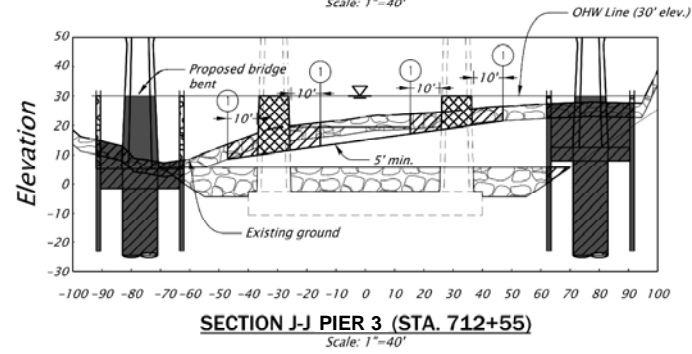 Scale: 1"=40'
OHW Line (30' elev.)
50
40
30
20
10
0
-10
-20
-30
Elevation
Proposed bridge
bent
1
10'
1
10'
1
10'
1
10'
5' min.
Existing ground
-100 -90 -80 -70 -60 -50 -40 -30 -20 -10 0 10 20 30 40 50 60 70 80 90 100
SECTION J-J PIER 3 (STA. 712+55)
Scale: 1"=40'